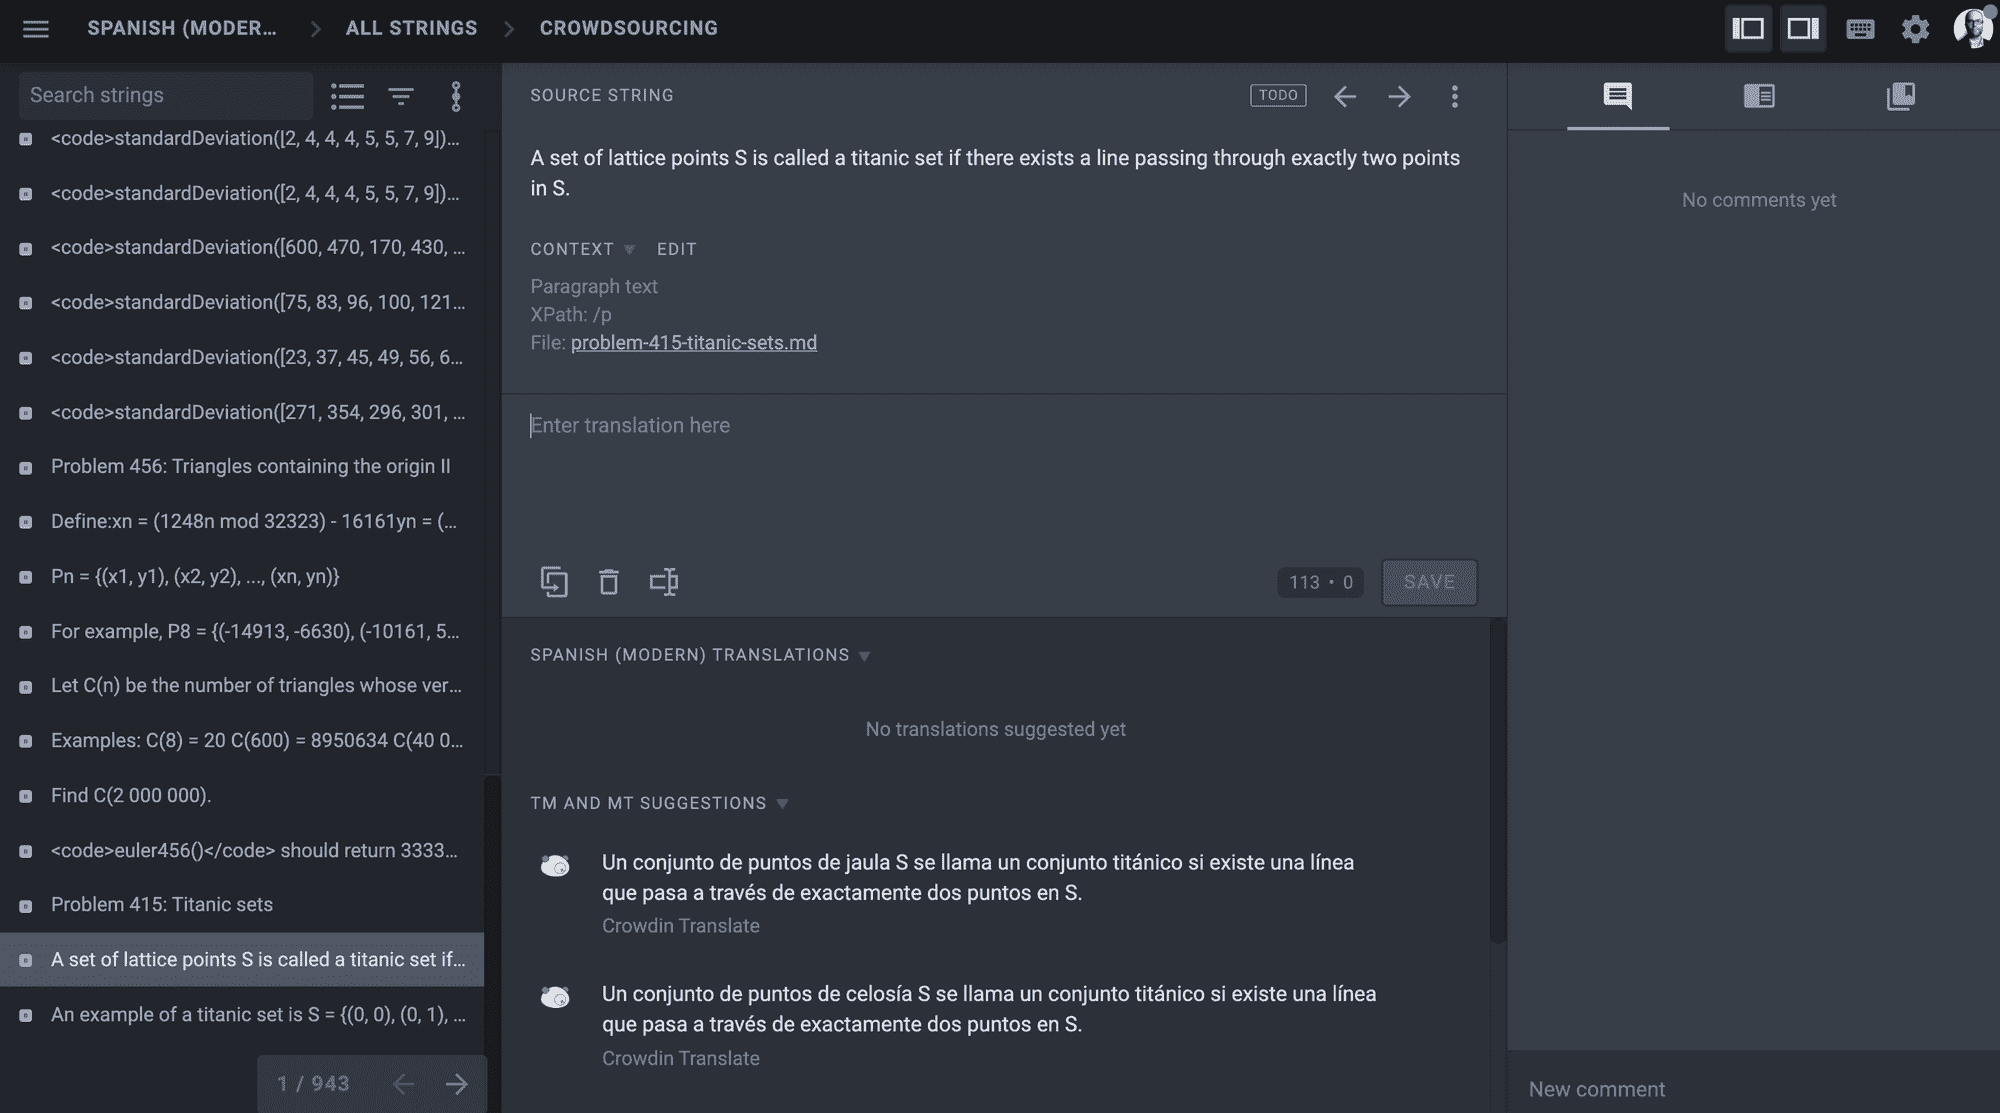 SPANISH (MODER...
ALL STRINGS
CROWDSOURCING
Search strings
<code>standardDeviation([2, 4, 4, 4, 5, 5, 7, 9])...
<code>standardDeviation([2, 4, 4, 4, 5, 5, 7, 9])...
<code>standardDeviation([600, 470, 170, 430, ...
<code>standardDeviation([75, 83, 96, 100, 121...
<code>standardDeviation([23, 37, 45, 49, 56, 6...
<code>standardDeviation([271, 354, 296, 301, ...
Problem 456: Triangles containing the origin II
Define:xn = (1248n mod 32323) - 16161yn = (...
Pn = {(x1, y1), (x2, y2), ..., (xn, yn)}
For example, P8 = {(-14913, -6630), (-10161, 5...
Let C(n) be the number of triangles whose ver...
Examples: C(8) = 20 C(600) = 8950634 C(40 0...
Find C(2 000 000).
<code>euler456()</code> should return 3333...
Problem 415: Titanic sets
A set of lattice points S is called a titanic set if...
An example of a titanic set is S = {(0, 0), (0, 1), ...
1 / 943
SOURCE STRING
TODO
A set of lattice points S is called a titanic set if there exists a line passing through exactly two points
in S.
CONTEXT
EDIT
Paragraph text
XPath: /p
File: problem-415-titanic-sets.md
Enter translation here
113 • 0
SAVE
SPANISH (MODERN) TRANSLATIONS
No translations suggested yet
TM AND MT SUGGESTIONS
Un conjunto de puntos de jaula S se llama un conjunto titánico si existe una línea
que pasa a través de exactamente dos puntos en S.
Crowdin Translate
Un conjunto de puntos de celosía S se llama un conjunto titánico si existe una línea
que pasa a través de exactamente dos puntos en S.
Crowdin Translate
No comments yet
New comment